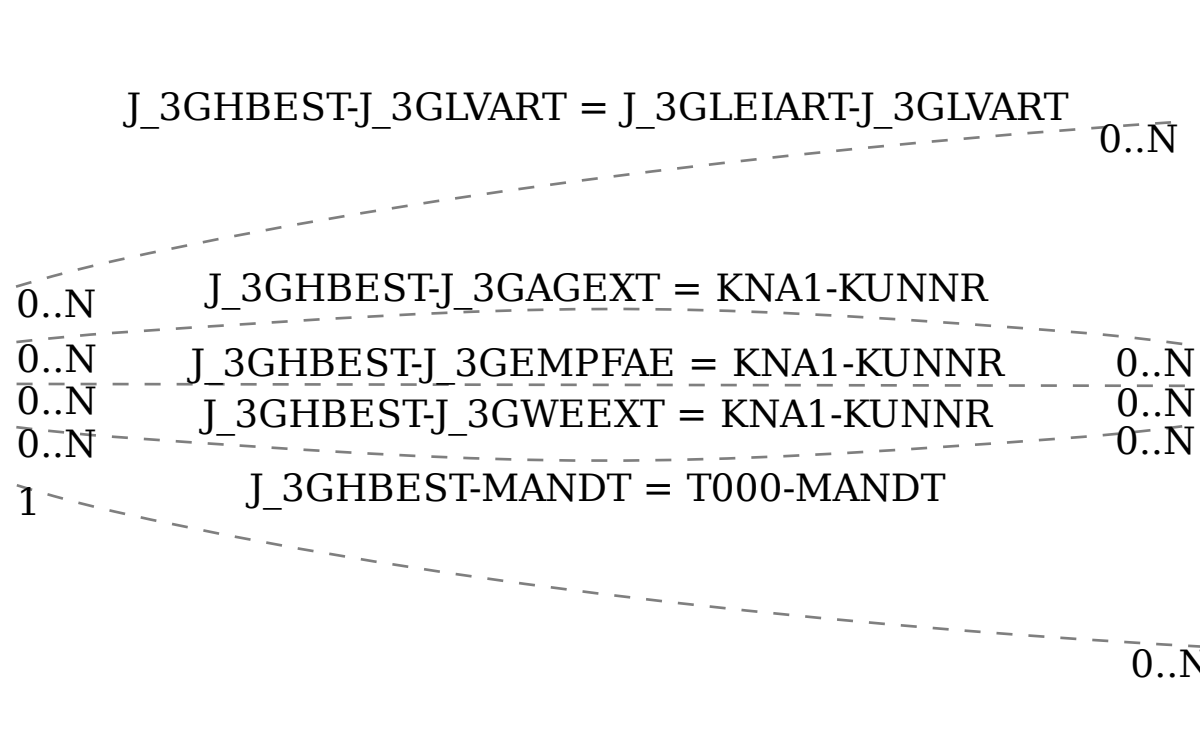 J_3GHBEST-J_3GLVART = J_3GLEIART-J_3GLVART
0..N
J_3GHBEST-J_3GAGEXT = KNA1-KUNNR
0..N
J_3GHBEST-J_3GEMPFAE = KNA1-KUNNR
0..N
0..N
0..N
0..N
J_3GHBEST-J_3GWEEXT = KNA1-KUNNR
0..N
0..N
J_3GHBEST-MANDT = T000-MANDT
1
0..N